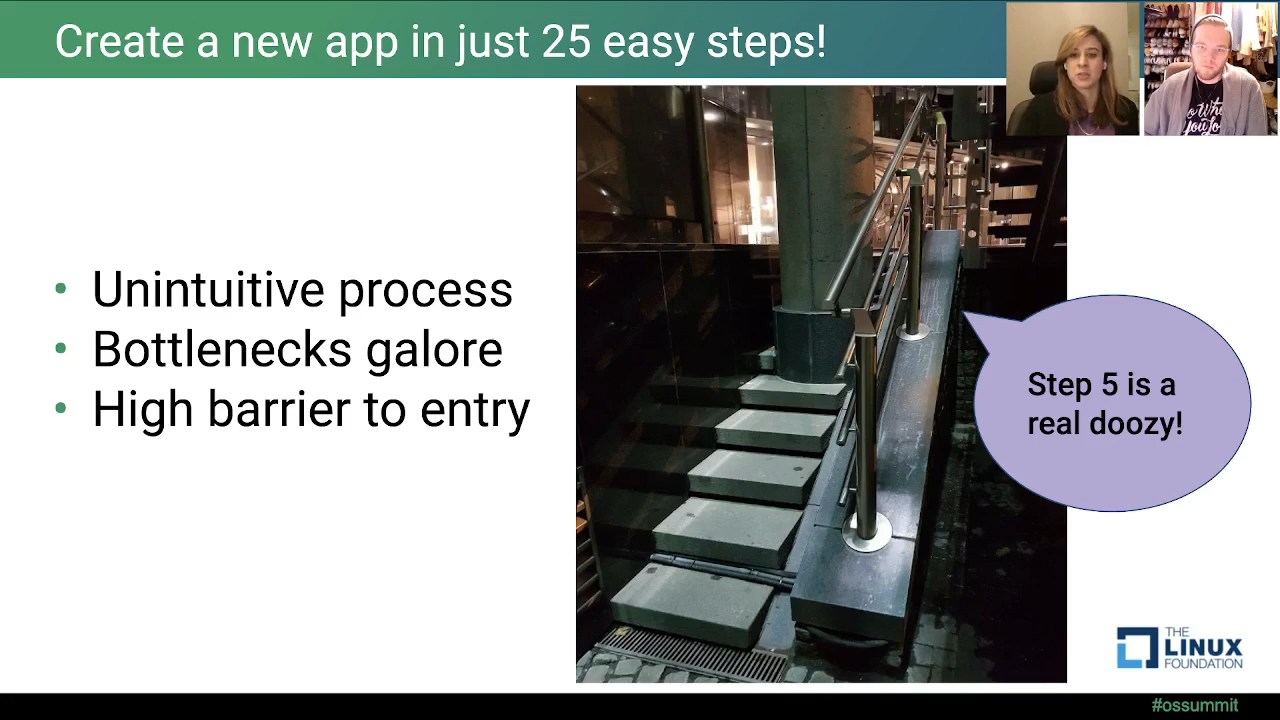 Create a new app in just 25 easy steps!
Unintuitive process
Bottlenecks galore
High barrier to entry
Step 5 is a
real doozy!
THE
LINUX
FOUNDATION
#ossummit